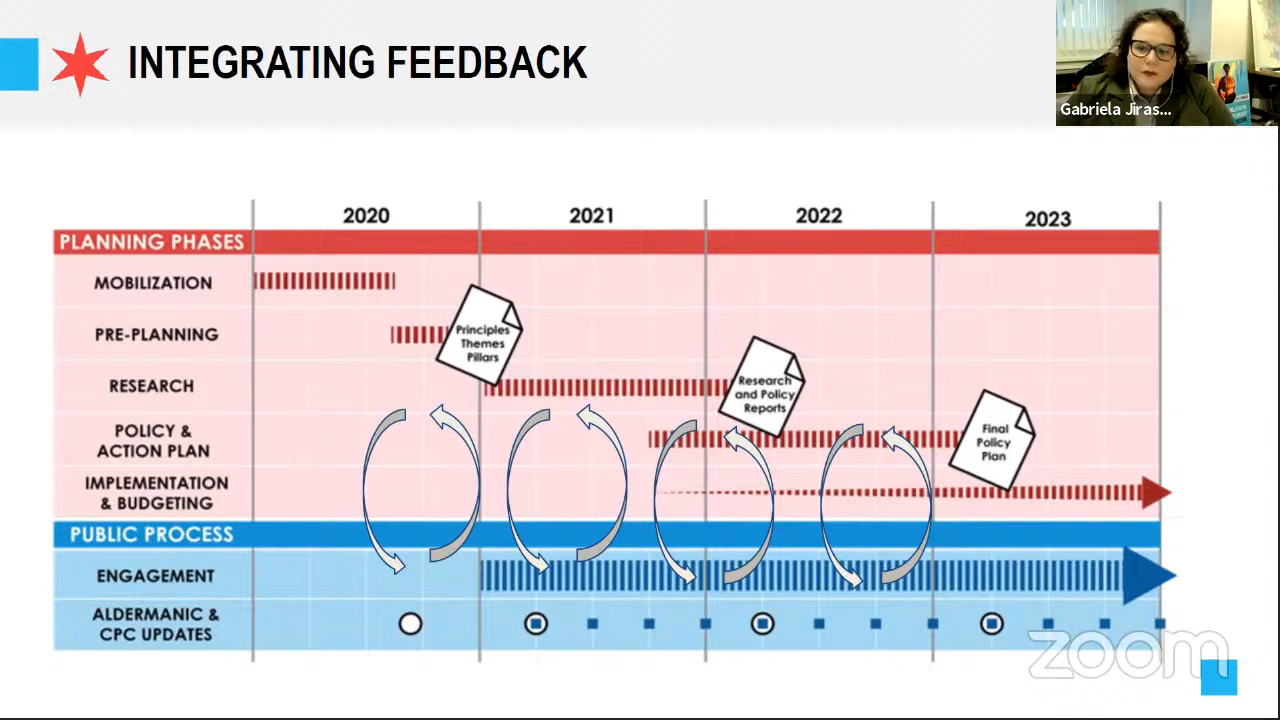 INTEGRATING FEEDBACK
Gabriela Jiras...
2020
2021
2022
2023
PLANNING PHASES
MOBILIZATION
PRE-PLANNING
Principles
Themes
Pillars
RESEARCH
Research
and Policy
Reports
POLICY &
ACTION PLAN
Final
Policy
Plan
IMPLEMENTATION
& BUDGETING
PUBLIC PROCESS
ENGAGEMENT
ALDERMANIC &
CPC UPDATES
zoom